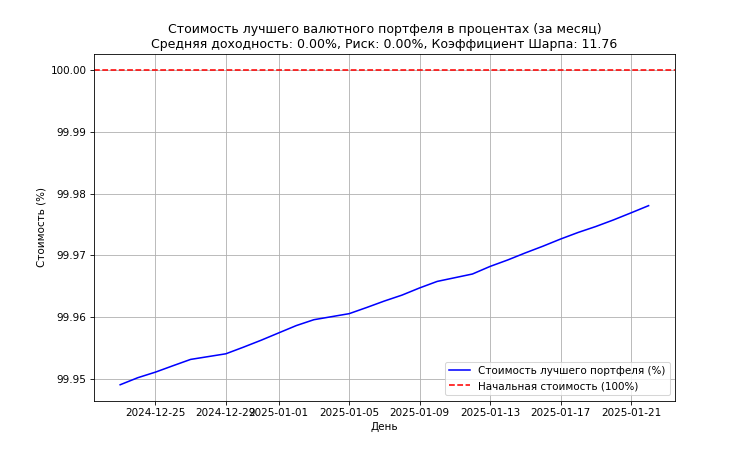 Стоимость лучшего валютного портфеля в процентах (за месяц)
Средняя доходность: 0.00%, Риск: 0.00%, Коэффициент Шарпа: 11.76
Стоимость (%)
100.00
99.99
99.98
99.97
99.96
99.95
Стоимость лучшего портфеля (%)
Начальная стоимость (100%)
2024-12-25 2024-12-29 2025-01-01 2025-01-05 2025-01-09 2025-01-13 2025-01-17 2025-01-21
День